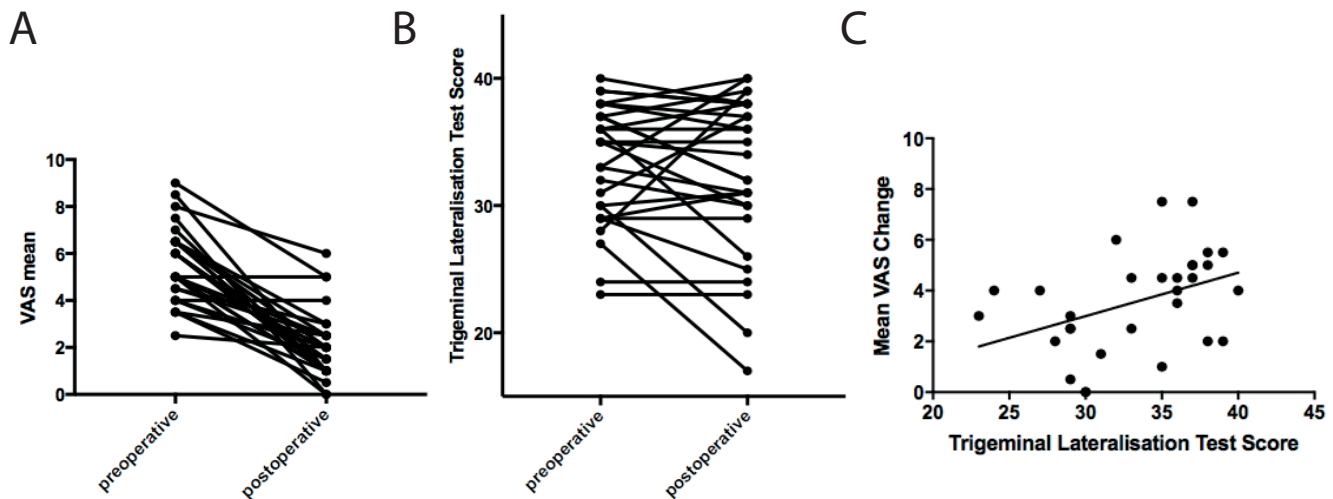 A
VAS mean
10
8
6
4
2
0
preoperative
postoperative
B
Trigeminal Lateralisation Test Score
40
30
20
preoperative
postoperative
C
Mean VAS Change
10
8
6
4
2
0
20 25 30 35 40 45
Trigeminal Lateralisation Test Score